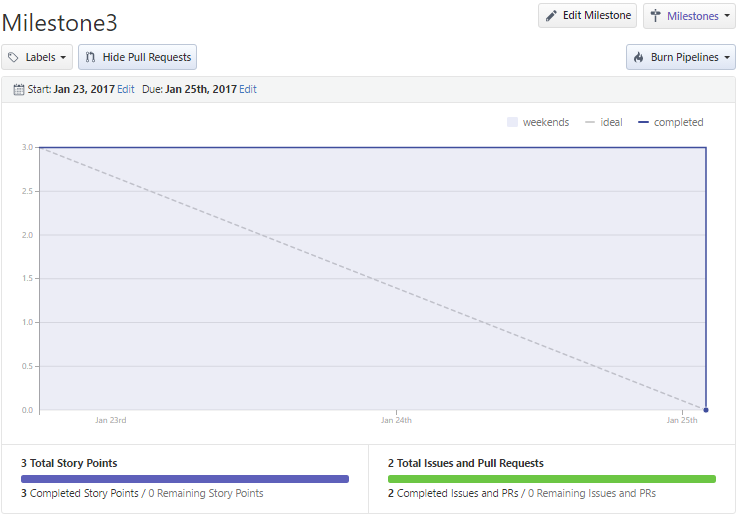 Milestone3
Edit Milestone
Milestones
Labels
Hide Pull Requests
Burn Pipelines
Start: Jan 23, 2017 Edit Due: Jan 25th, 2017 Edit
weekends ideal completed
3.0
2.5
2.0
1.5
1.0
0.5
0.0
Jan 23rd Jan 24th Jan 25th
3 Total Story Points
3 Completed Story Points / 0 Remaining Story Points
2 Total Issues and Pull Requests
2 Completed Issues and PRs / 0 Remaining Issues and PRs